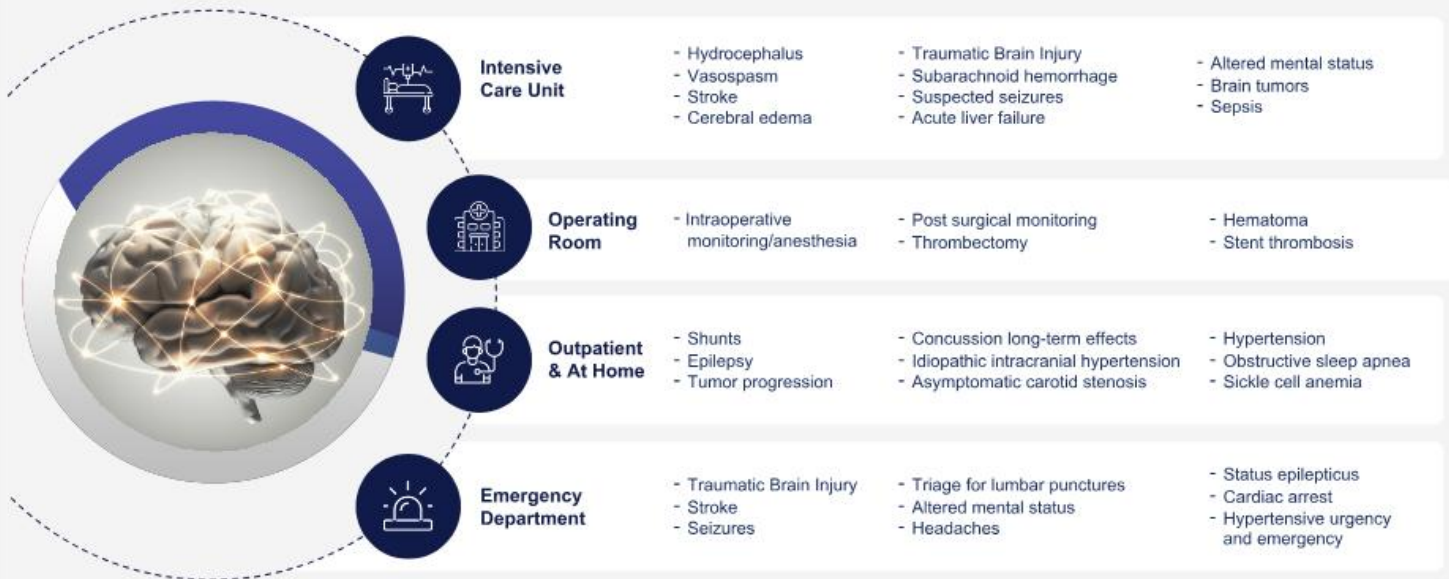 Intensive
Care Unit
- Hydrocephalus
- Vasospasm
- Stroke
- Cerebral edema
- Traumatic Brain Injury
- Subarachnoid hemorrhage
- Suspected seizures
- Acute liver failure
- Altered mental status
- Brain tumors
- Sepsis
Operating
Room
- Intraoperative
monitoring/anesthesia
- Post surgical monitoring
- Thrombectomy
- Hematoma
- Stent thrombosis
Outpatient
& At Home
- Shunts
- Epilepsy
- Tumor progression
- Concussion long-term effects
- Idiopathic intracranial hypertension
- Asymptomatic carotid stenosis
- Hypertension
- Obstructive sleep apnea
- Sickle cell anemia
Emergency
Department
- Traumatic Brain Injury
- Stroke
- Seizures
- Triage for lumbar punctures
- Altered mental status
- Headaches
- Status epilepticus
- Cardiac arrest
- Hypertensive urgency
and emergency